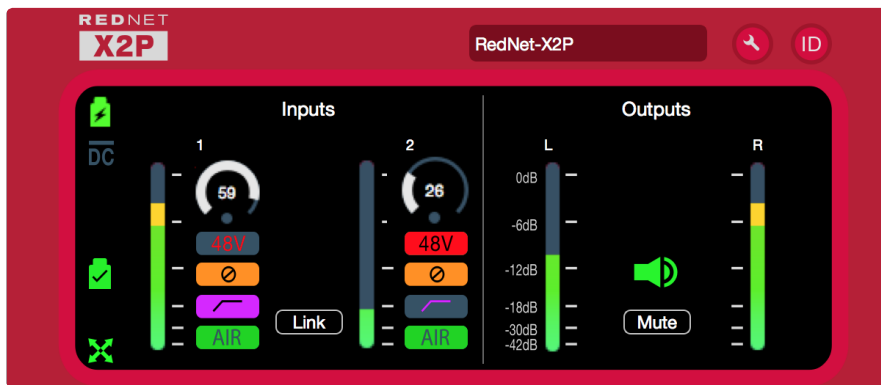 REDNET
X2P
RedNet-X2P
ID
Inputs
Outputs
DC
1
2
L
R
59
26
0dB
-6dB
-12dB
-18dB
-30dB
-42dB
48V
48V
AIR
AIR
Link
Mute